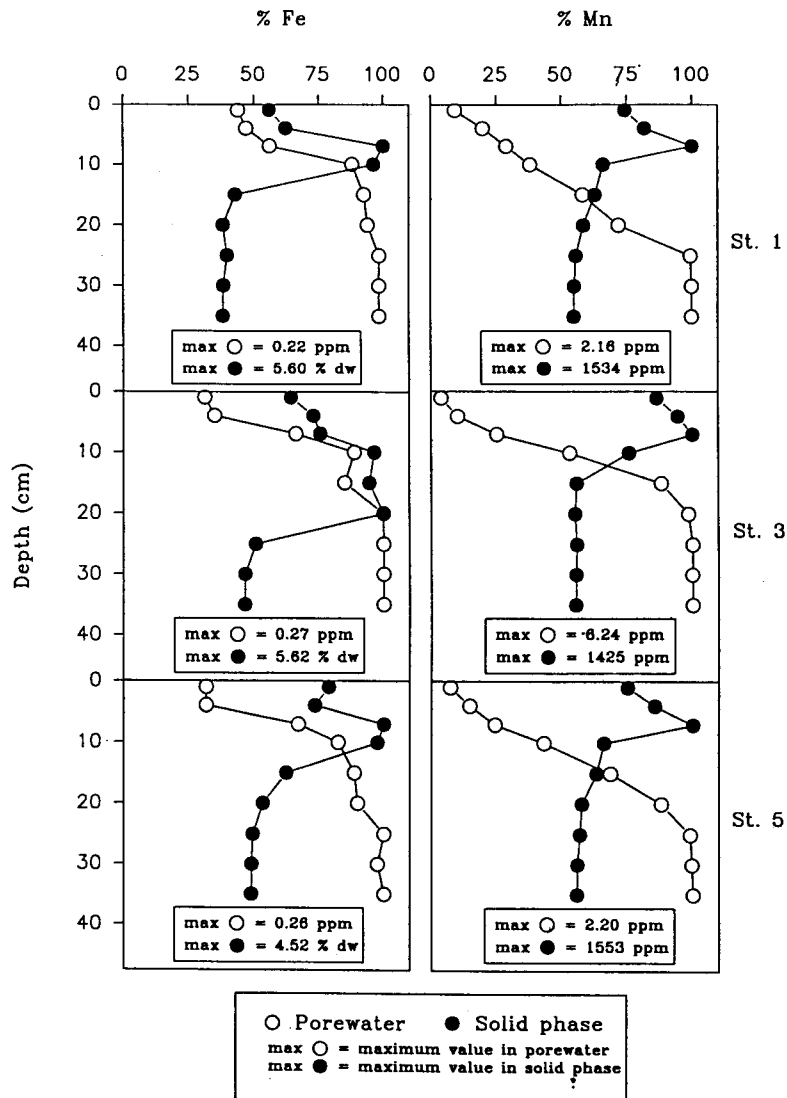 % Fe
% Mn
0 25 50 75 100
0 25 50 75 100
0
10
20
30
40
max ○ = 0.22 ppm
max ● = 5.60 % dw
max ○ = 2.16 ppm
max ● = 1534 ppm
St. 1
0
10
20
30
40
max ○ = 0.27 ppm
max ● = 5.62 % dw
max ○ = 6.24 ppm
max ● = 1425 ppm
St. 3
Depth (cm)
0
10
20
30
40
max ○ = 0.26 ppm
max ● = 4.52 % dw
max ○ = 2.20 ppm
max ● = 1553 ppm
St. 5
○ Porewater ● Solid phase
max ○ = maximum value in porewater
max ● = maximum value in solid phase